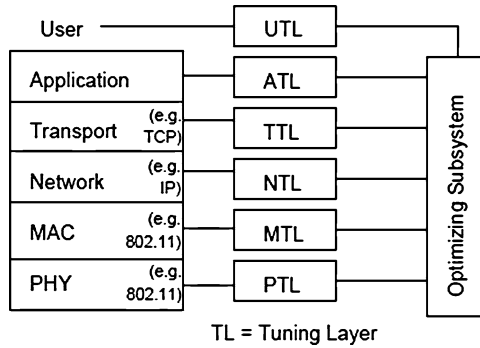 User UTL
Application ATL
Transport (e.g. TCP) TTL
Network (e.g. IP) NTL
MAC (e.g. 802.11) MTL
PHY (e.g. 802.11) PTL
Optimizing Subsystem
TL = Tuning Layer